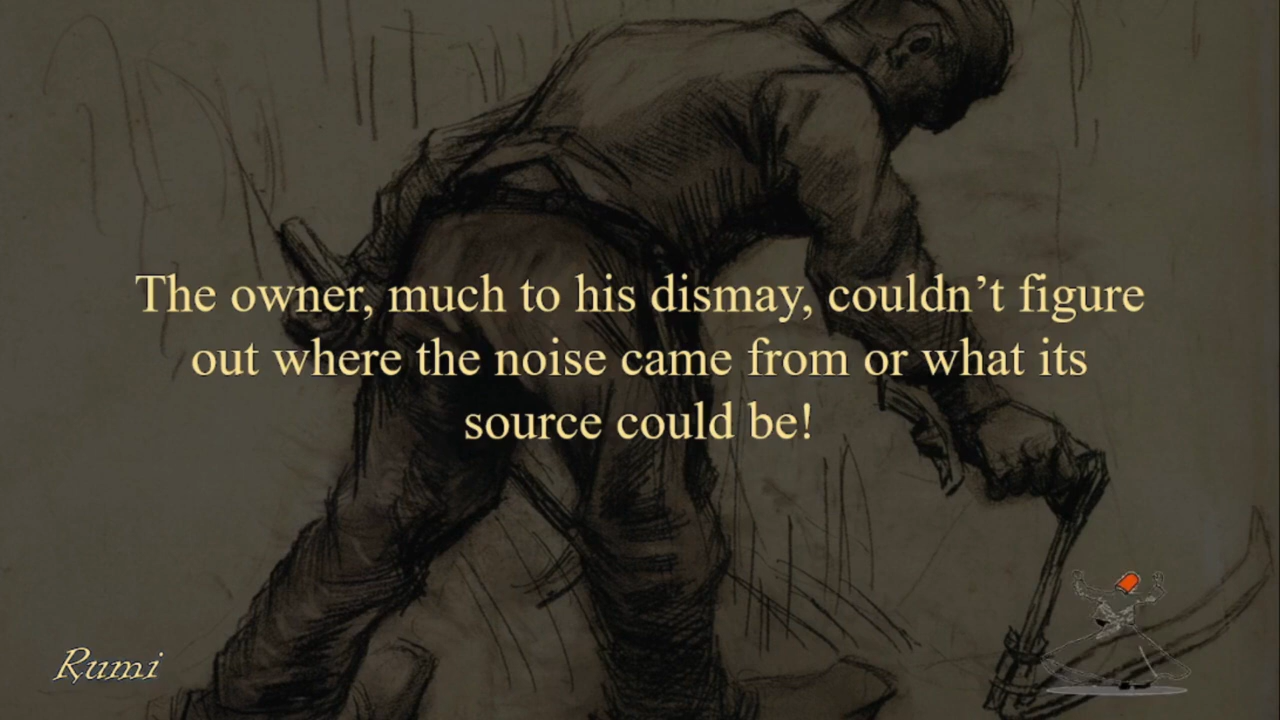 The owner, much to his dismay, couldn’t figure
out where the noise came from or what its
source could be!
Rumi